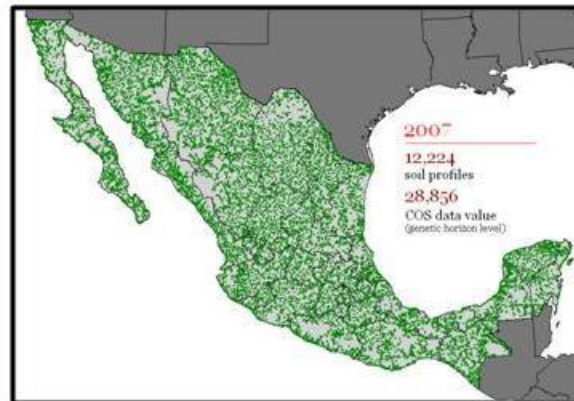 2007
12,224
soil profiles
28,856
COS data value
(genetic horizon level)